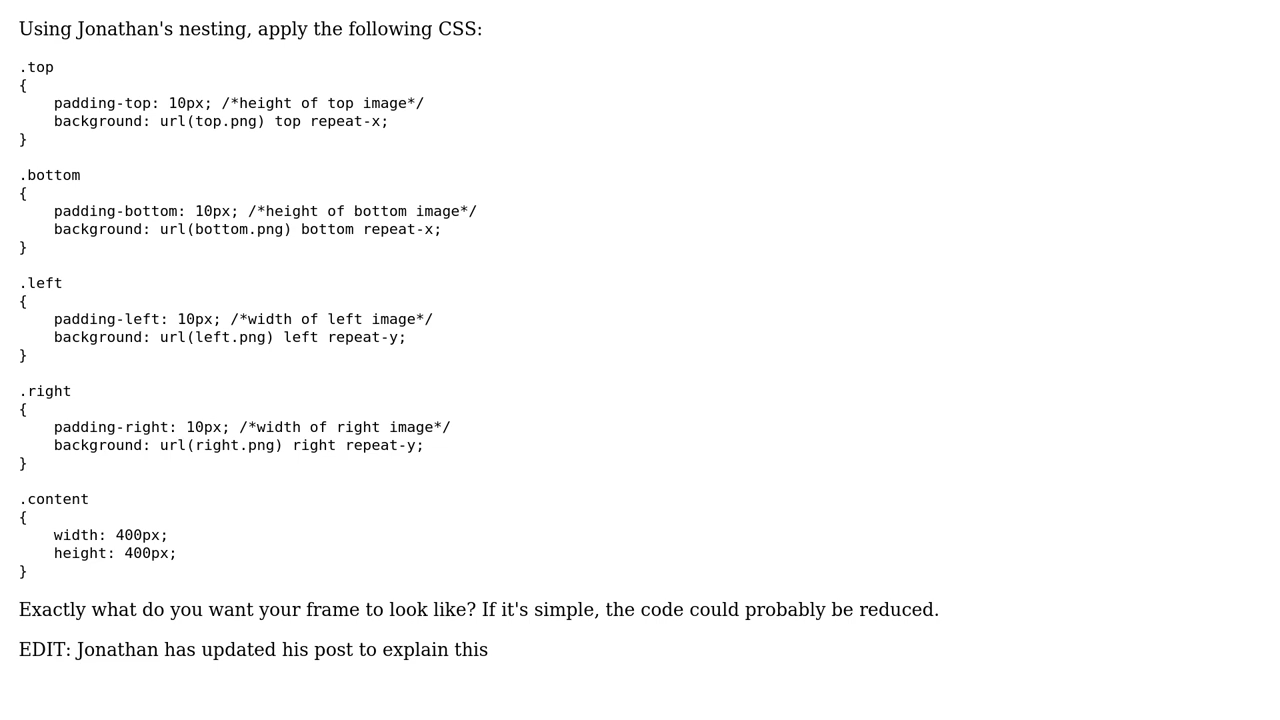 Using Jonathan's nesting, apply the following CSS:
.top
{
    padding-top: 10px; /*height of top image*/
    background: url(top.png) top repeat-x;
}
.bottom
{
    padding-bottom: 10px; /*height of bottom image*/
    background: url(bottom.png) bottom repeat-x;
}
.left
{
    padding-left: 10px; /*width of left image*/
    background: url(left.png) left repeat-y;
}
.right
{
    padding-right: 10px; /*width of right image*/
    background: url(right.png) right repeat-y;
}
.content
{
    width: 400px;
    height: 400px;
}
Exactly what do you want your frame to look like? If it's simple, the code could probably be reduced.
EDIT: Jonathan has updated his post to explain this